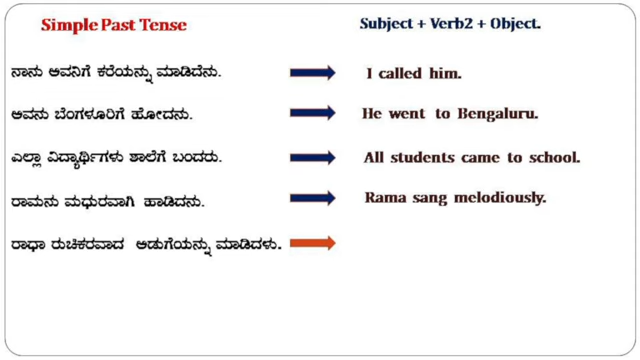 Simple Past Tense Subject + Verb2 + Object.
ನಾನು ಅವನಿಗೆ ಕರೆಯನ್ನು ಮಾಡಿದೆನು. I called him.
ಅವನು ಬೆಂಗಳೂರಿಗೆ ಹೋದನು. He went to Bengaluru.
ಎಲ್ಲಾ ವಿದ್ಯಾರ್ಥಿಗಳು ಶಾಲೆಗೆ ಬಂದರು. All students came to school.
ರಾಮನು ಮಧುರವಾಗಿ ಹಾಡಿದನು. Rama sang melodiously.
ರಾಧಾ ರುಚಿಕರವಾದ ಅಡುಗೆಯನ್ನು ಮಾಡಿದಳು.